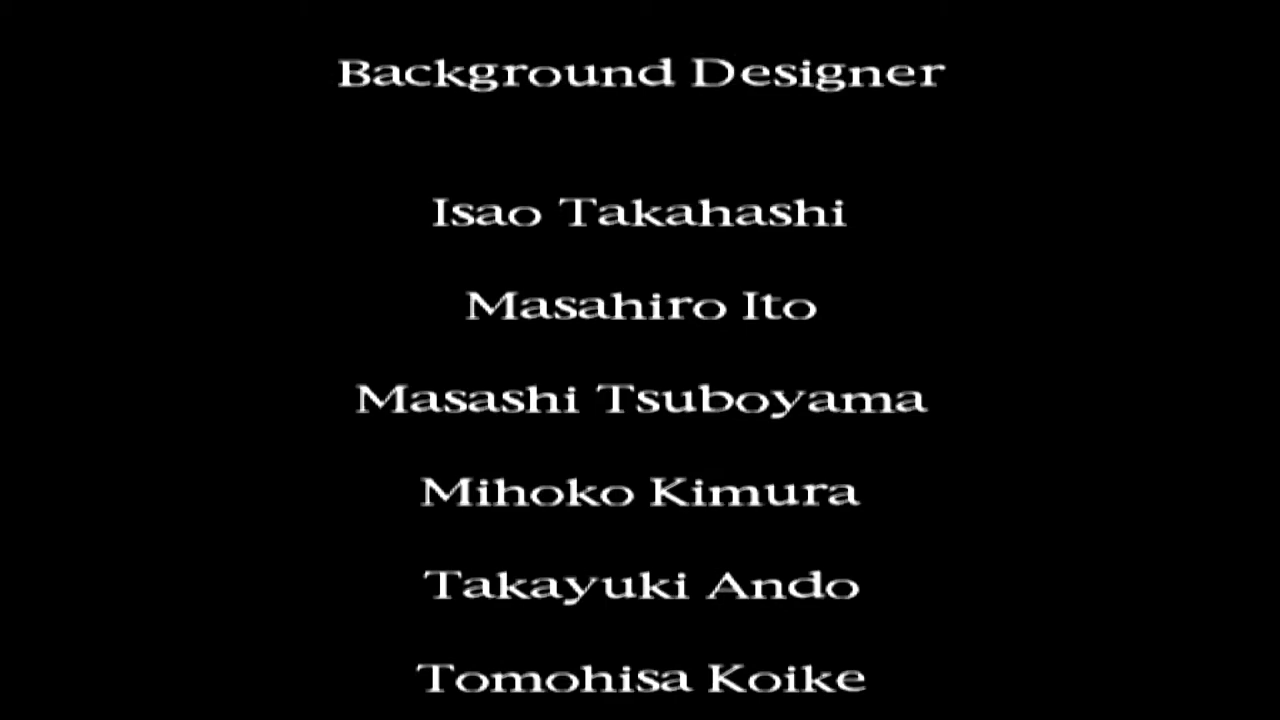 Background Designer
Isao Takahashi
Masahiro Ito
Masashi Tsuboyama
Mihoko Kimura
Takayuki Ando
Tomohisa Koike